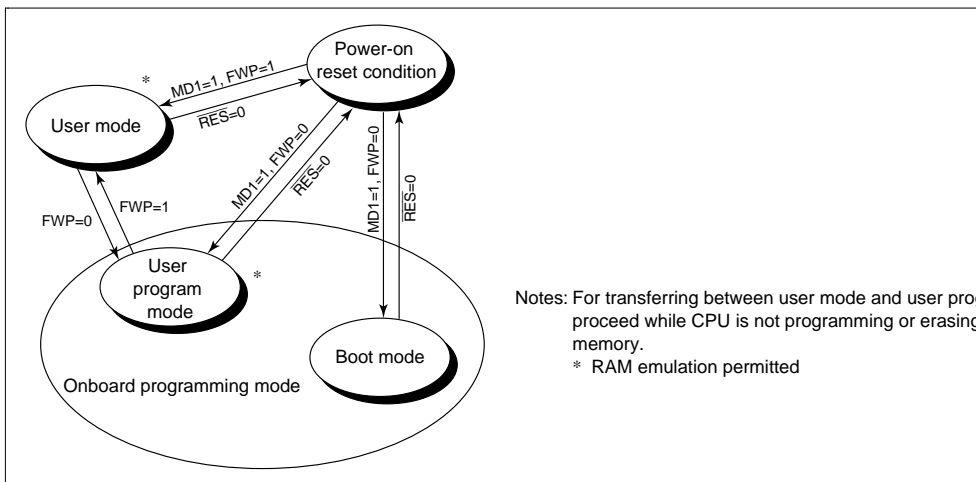 Power-on
reset condition
*
MD1=1, FWP=1
RES=0
User mode
MD1=1, FWP=0
RES=0
MD1=1, FWP=0
RES=0
FWP=0
FWP=1
User
program
mode
*
Boot mode
Onboard programming mode
Notes: For transferring between user mode and user prog
proceed while CPU is not programming or erasing
memory.
* RAM emulation permitted